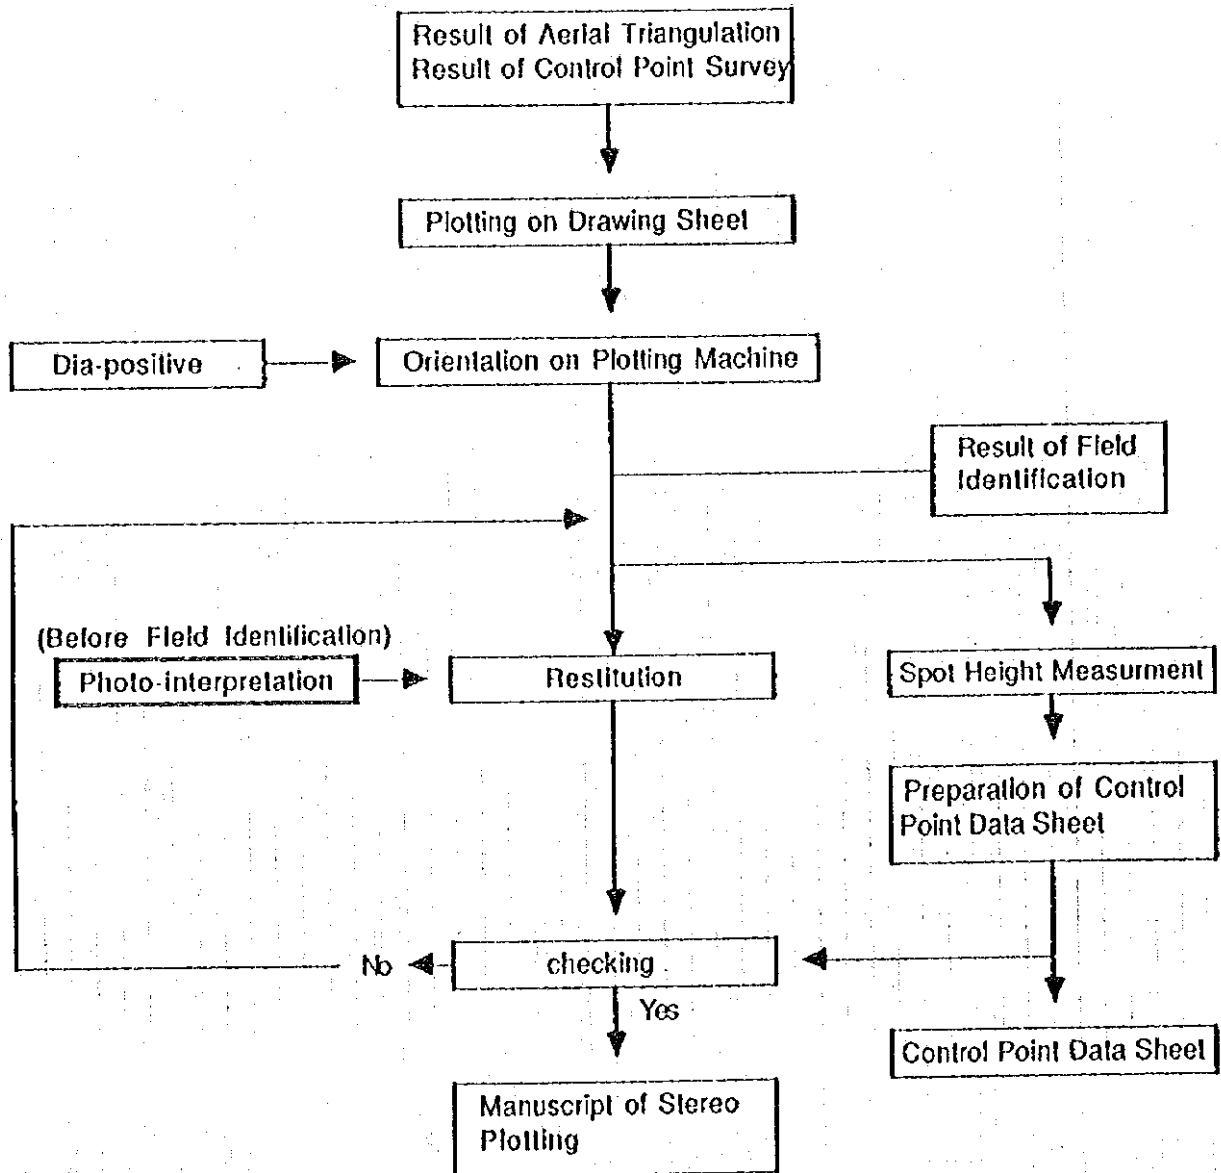 Result of Aerial Triangulation
Result of Control Point Survey
Plotting on Drawing Sheet
Dia-positive
Orientation on Plotting Machine
Result of Field
Identification
(Before Field Identification)
Photo-interpretation
Restitution
Spot Height Measurment
Preparation of Control
Point Data Sheet
No
checking
Yes
Control Point Data Sheet
Manuscript of Stereo
Plotting